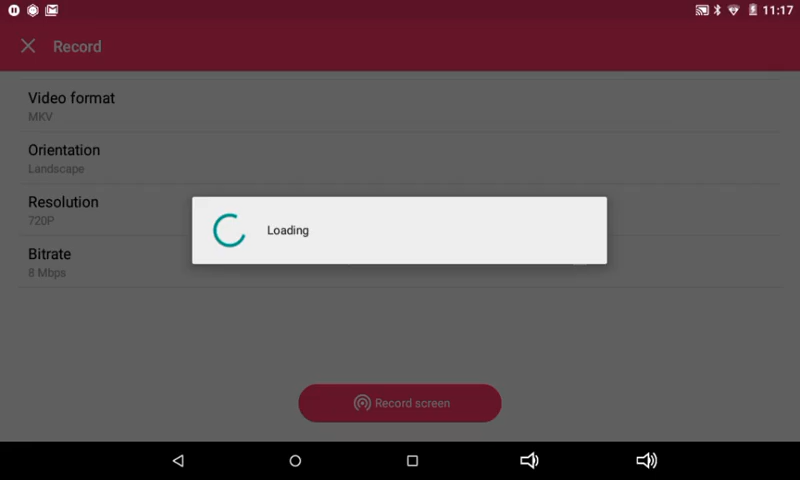 11:17
Record
Video format
MKV
Orientation
Landscape
Resolution
720P
Loading
Bitrate
8 Mbps
Record screen